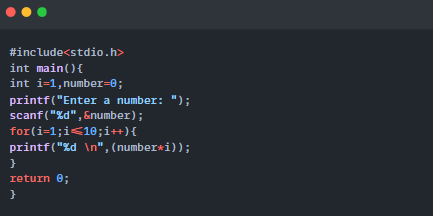 #include<stdio.h>
int main(){
int i=1,number=0;
printf("Enter a number: ");
scanf("%d",&number);
for(i=1;i<=10;i++){
printf("%d \n",(number*i));
}
return 0;
}